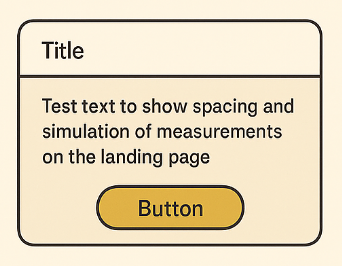 Title
Test text to show spacing and
simulation of measurements
on the landing page
Button